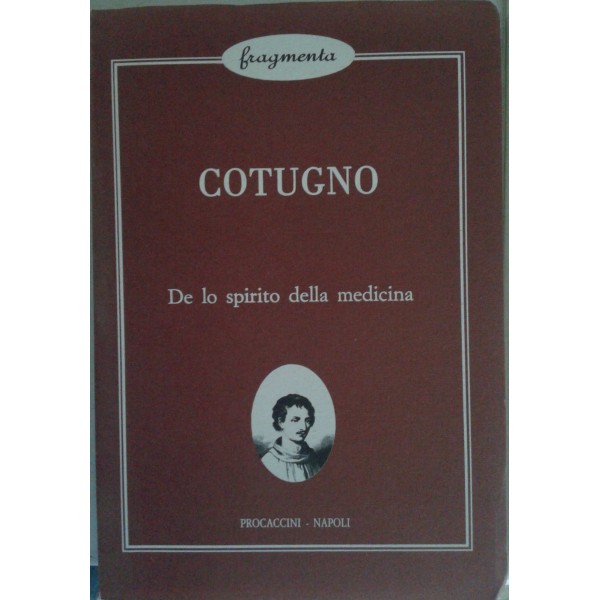 fragmenta
COTUGNO
De lo spirito della medicina
PROCACCINI - NAPOLI